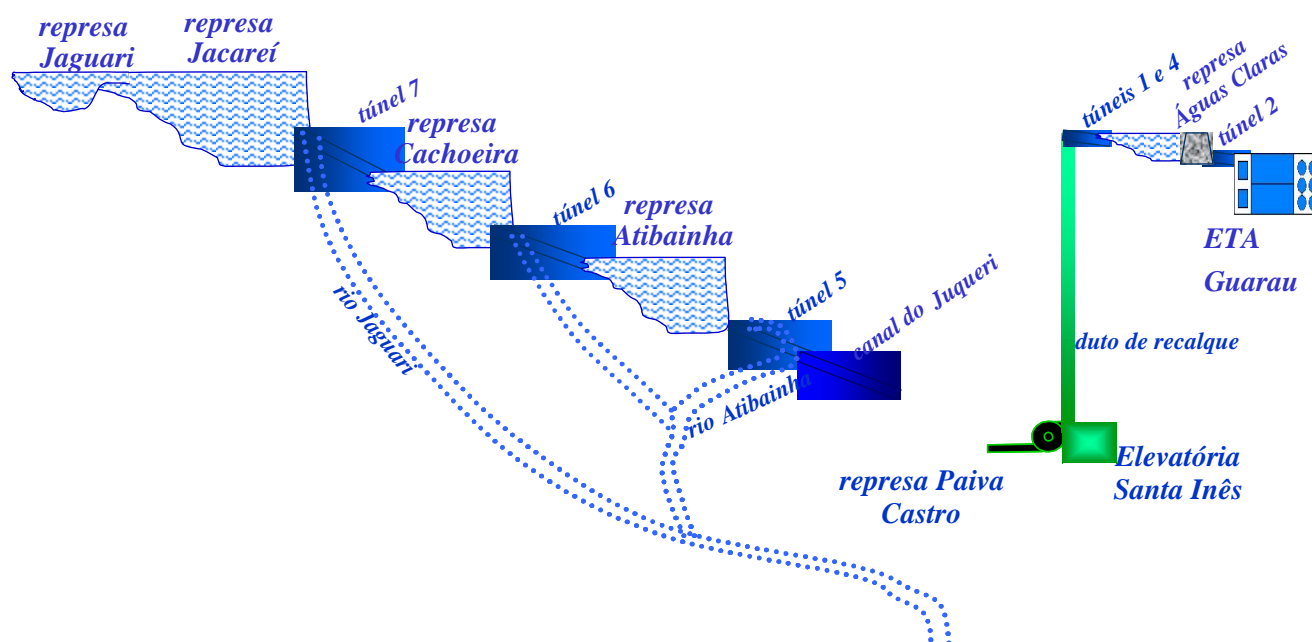 represa
Jaguari
represa
Jacareí
túnel 7
represa
Cachoeira
túnel 6
represa
Atibainha
túnel 5
canal do Juqueri
rio Jaguari
rio Atibainha
represa Paiva
Castro
túneis 1 e 4
represa
Águas Claras
túnel 2
ETA
Guarau
duto de recalque
Elevatória
Santa Inês